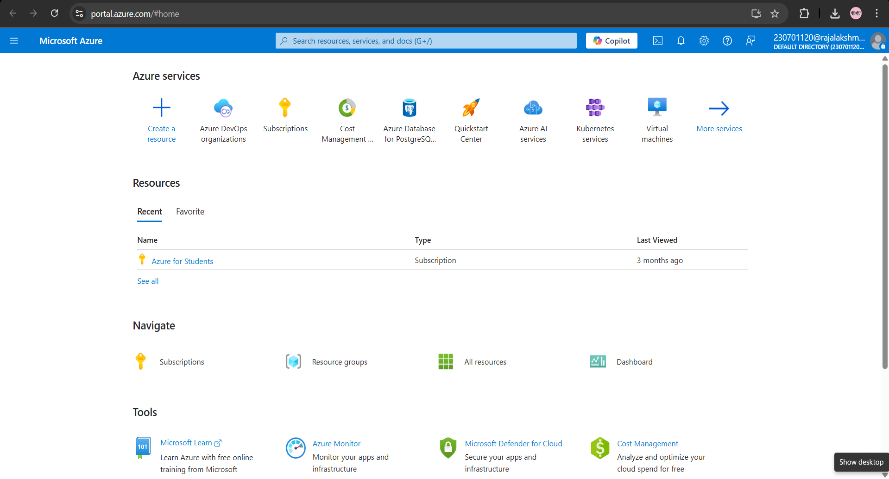 portal.azure.com/#home
Microsoft Azure
Search resources, services, and docs (G+/)
Copilot
230701120@rajalakshm...
DEFAULT DIRECTORY (230701120...
Azure services
Create a resource
Azure DevOps organizations
Subscriptions
Cost Management ...
Azure Database for PostgreSQ...
Quickstart Center
Azure AI services
Kubernetes services
Virtual machines
More services
Resources
Recent Favorite
Name Type Last Viewed
Azure for Students Subscription 3 months ago
See all
Navigate
Subscriptions Resource groups All resources Dashboard
Tools
101
Microsoft Learn
Learn Azure with free online
training from Microsoft
Azure Monitor
Monitor your apps and
infrastructure
Microsoft Defender for Cloud
Secure your apps and
infrastructure
Cost Management
Analyze and optimize your
cloud spend for free
Show desktop